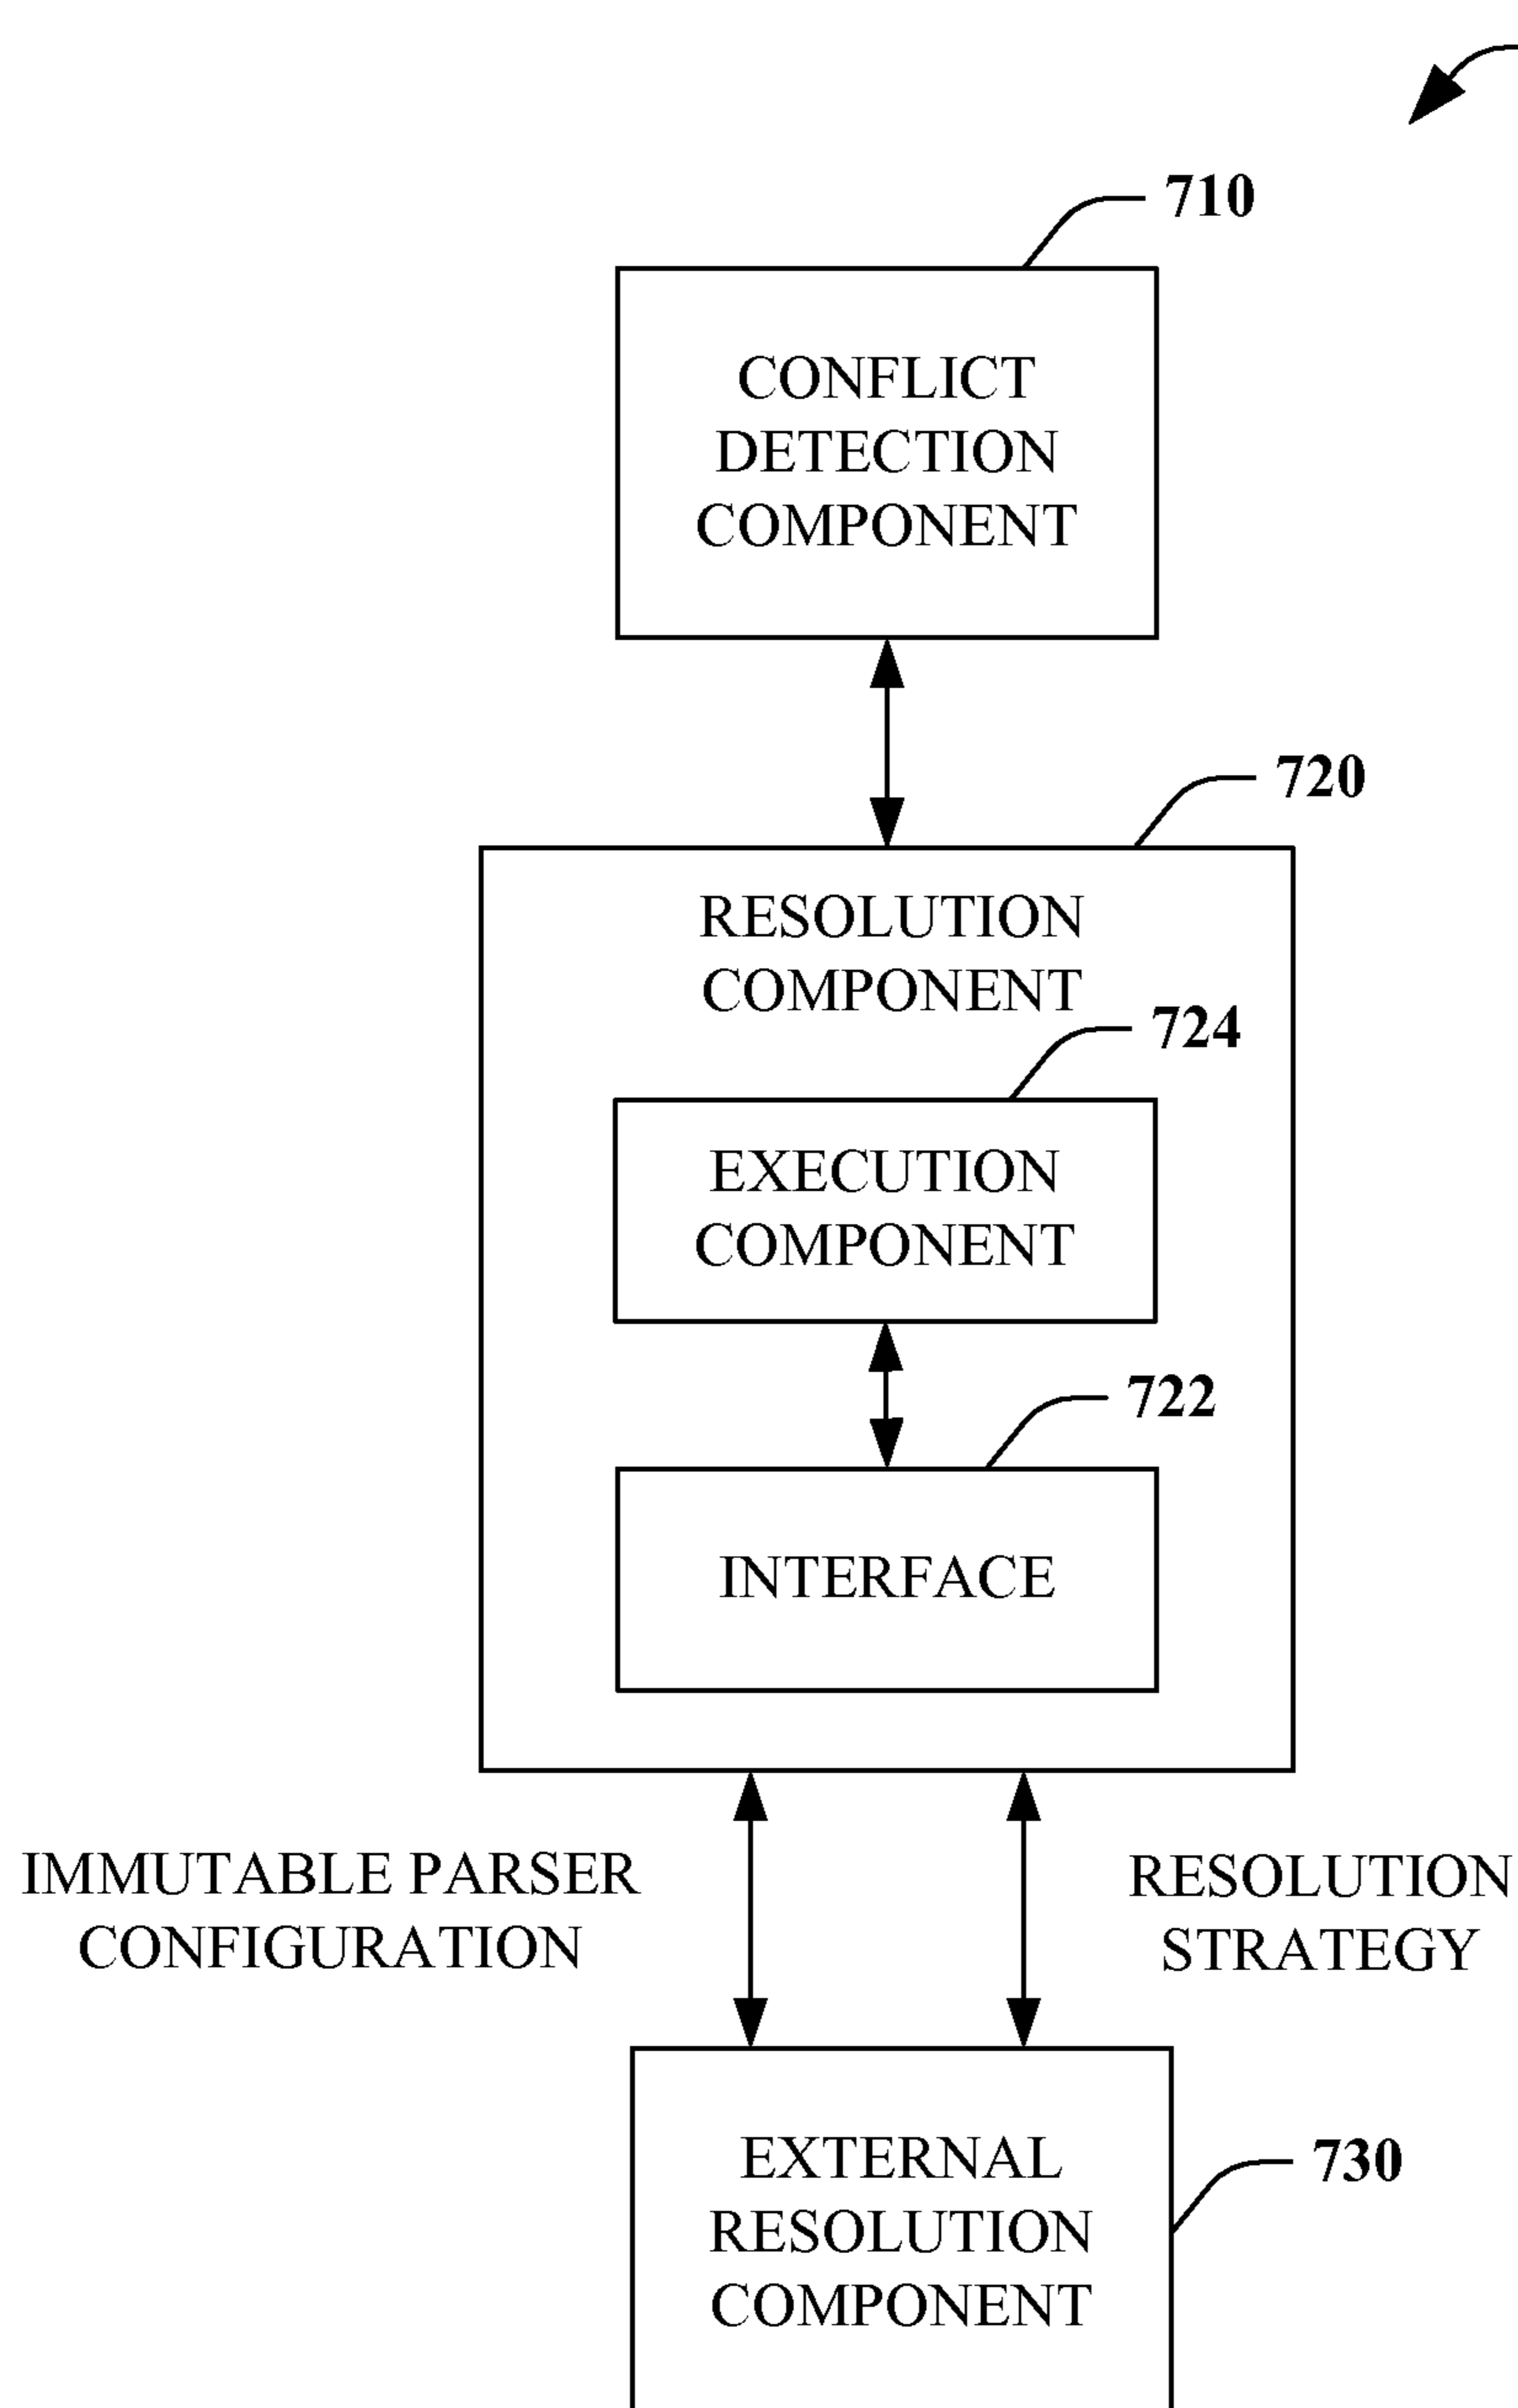 710
CONFLICT
DETECTION
COMPONENT
720
RESOLUTION
COMPONENT
724
EXECUTION
COMPONENT
722
INTERFACE
IMMUTABLE PARSER
CONFIGURATION
RESOLUTION
STRATEGY
EXTERNAL
RESOLUTION
COMPONENT
730